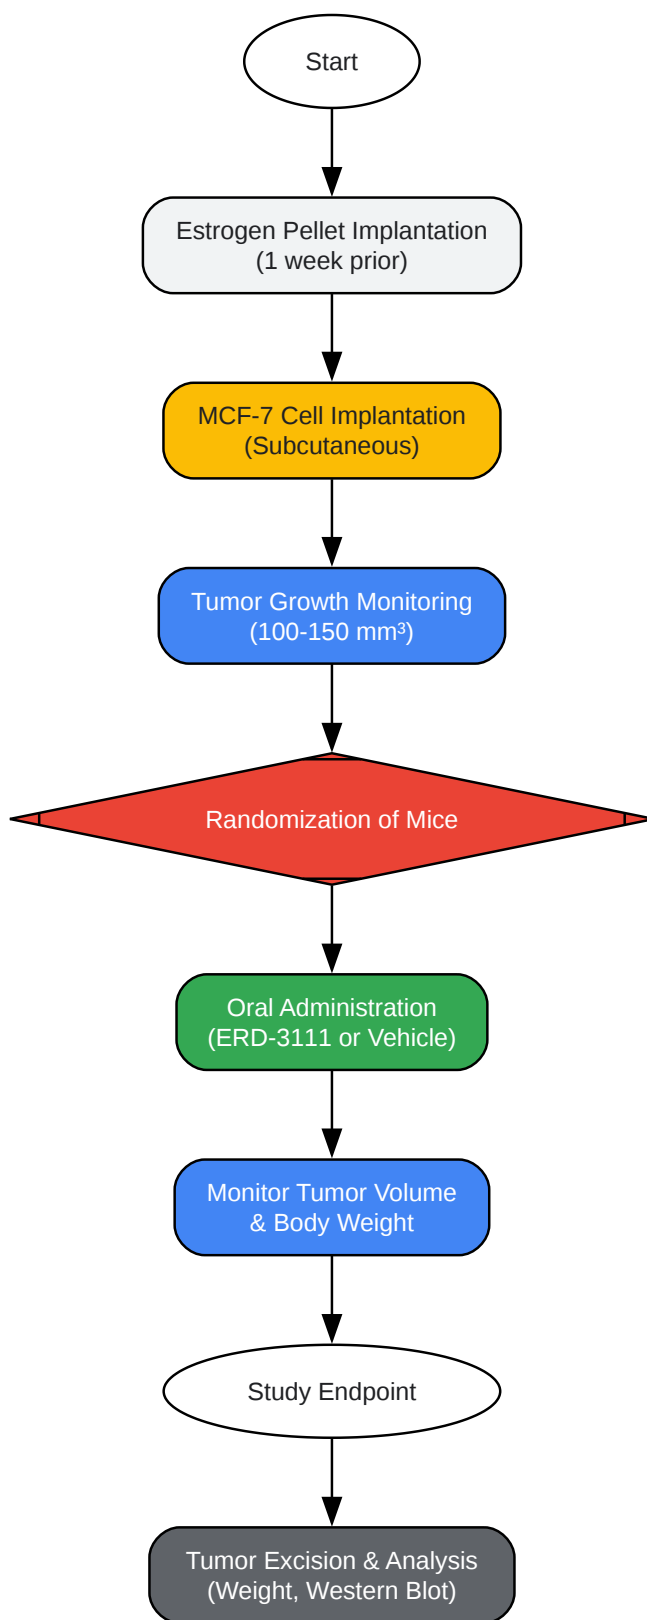 Start
Estrogen Pellet Implantation
(1 week prior)
MCF-7 Cell Implantation
(Subcutaneous)
Tumor Growth Monitoring
(100-150 mm³)
Randomization of Mice
Oral Administration
(ERD-3111 or Vehicle)
Monitor Tumor Volume
& Body Weight
Study Endpoint
Tumor Excision & Analysis
(Weight, Western Blot)